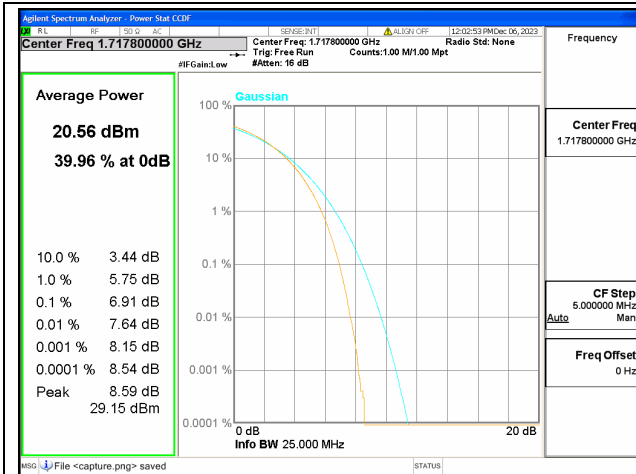 Agilent Spectrum Analyzer - Power Stat CCDF
RL RF 50 Ω AC SENSE:INT ALIGN OFF 12:02:53 PM Dec 06, 2023
Center Freq 1.717800000 GHz
Center Freq: 1.717800000 GHz Radio Std: None
Trig: Free Run Counts:1.00 M/1.00 Mpt
#IFGain:Low #Atten: 16 dB
Frequency
Average Power
20.56 dBm
39.96 % at 0dB
10.0 % 3.44 dB
1.0 % 5.75 dB
0.1 % 6.91 dB
0.01 % 7.64 dB
0.001 % 8.15 dB
0.0001 % 8.54 dB
Peak 8.59 dB
29.15 dBm
Gaussian
100 %
10 %
1 %
0.1 %
0.01 %
0.001 %
0.0001 %
0 dB 20 dB
Info BW 25.000 MHz
Center Freq
1.717800000 GHz
CF Step
5.000000 MHz
Auto Man
Freq Offset
0 Hz
MSG File <capture.png> saved STATUS